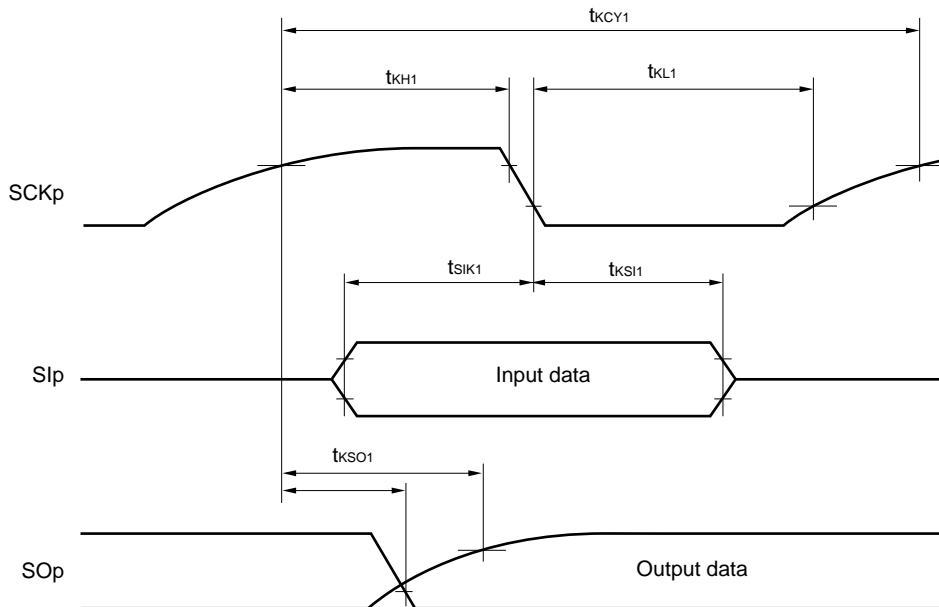 tKCY1
tKH1
tKL1
SCKp
tSIK1
tKSI1
SIp
Input data
tKSO1
SOp
Output data